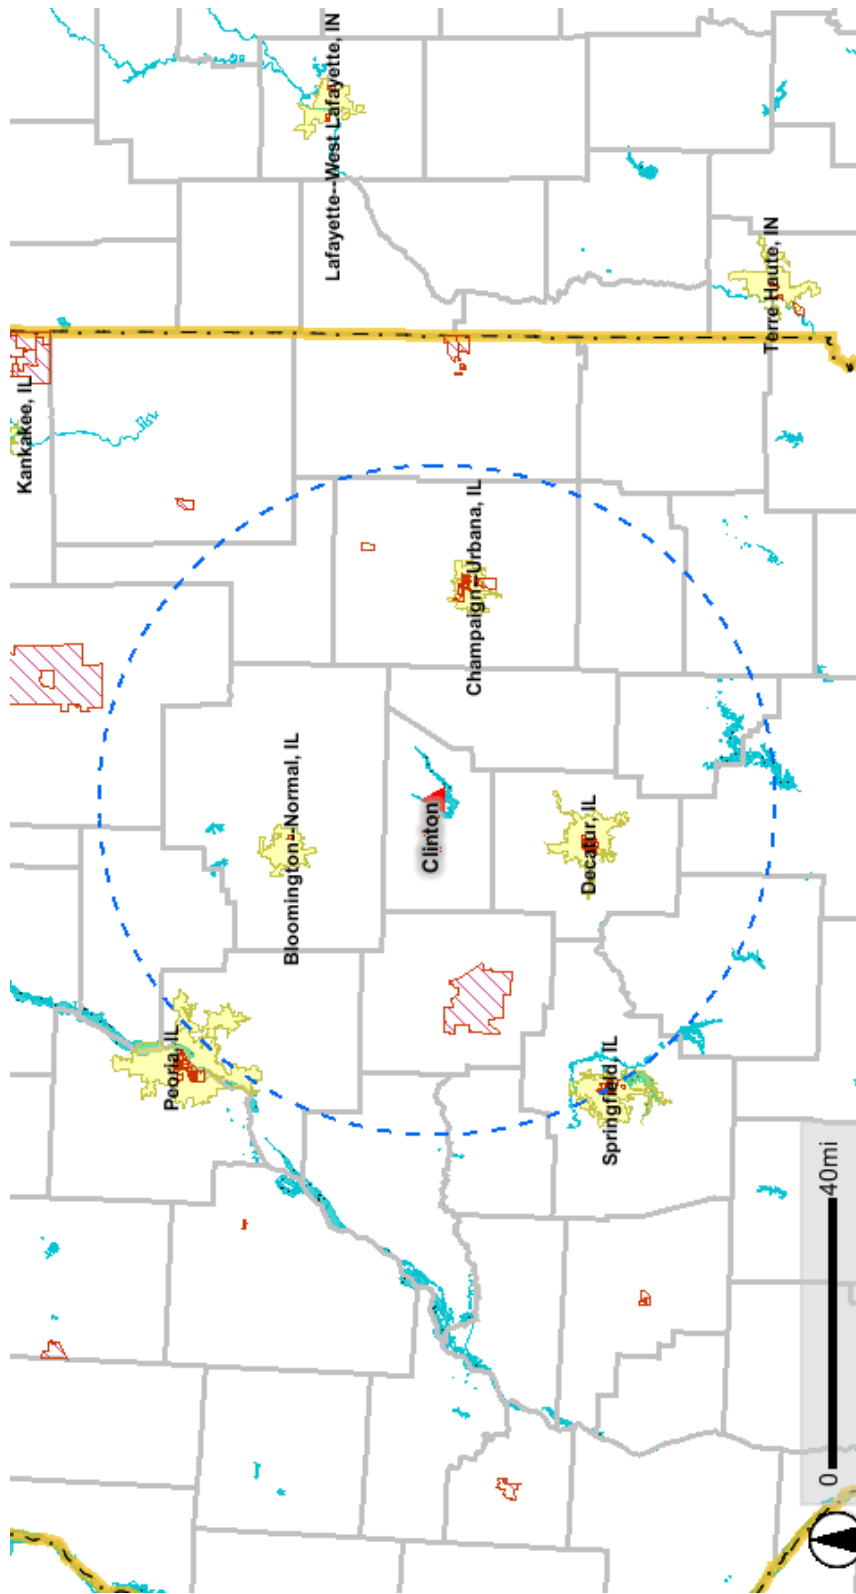 Kankakee, IL
Lafayette--West Lafayette, IN
Peoria, IL
Bloomington--Normal, IL
Champaign--Urbana, IL
Clinton
Terre Haute, IN
Springfield, IL
Decatur, IL
0
40mi